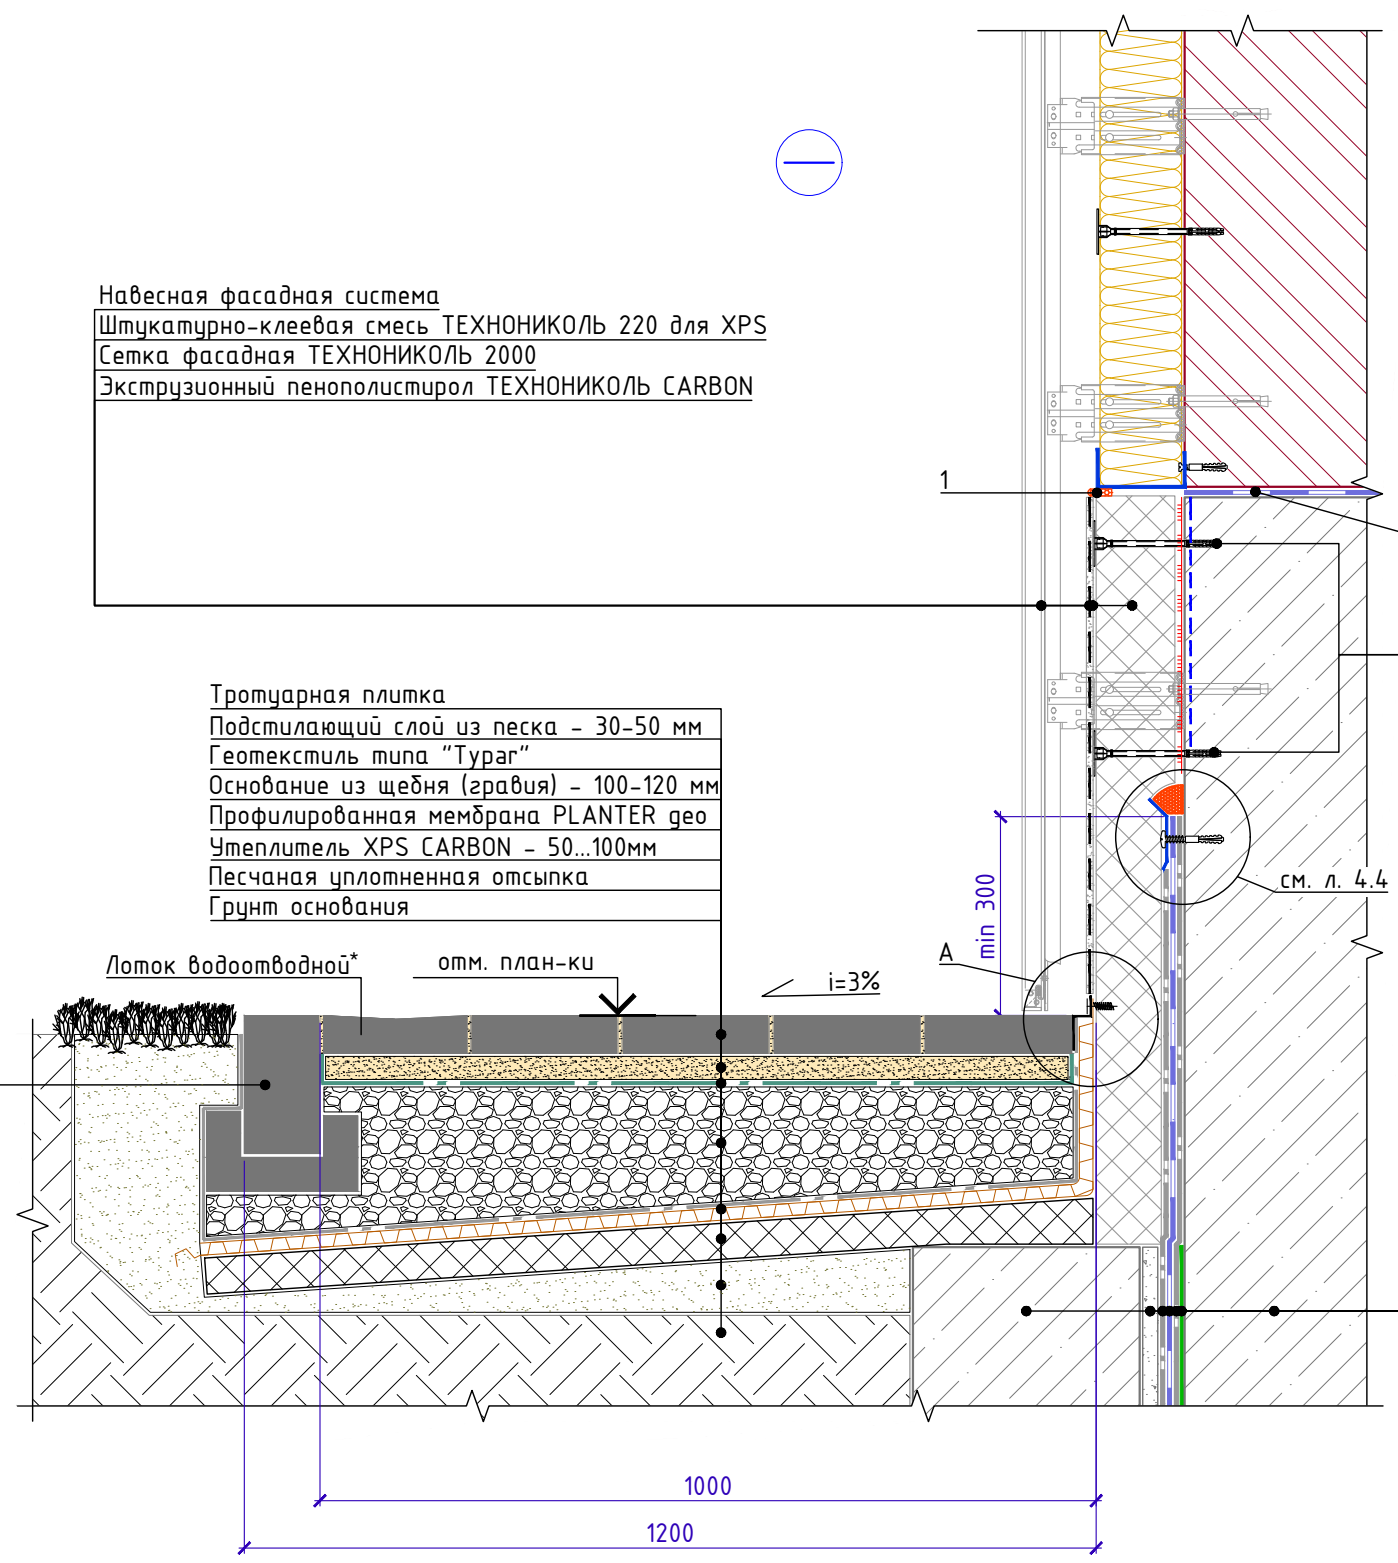 Навесная фасадная система
Штукатурно-клеевая смесь ТЕХНОНИКОЛЬ 220 для XPS
Сетка фасадная ТЕХНОНИКОЛЬ 2000
Экструзионный пенополистирол ТЕХНОНИКОЛЬ CARBON
1
Тротуарная плитка
Подстилающий слой из песка - 30-50 мм
Геотекстиль типа "Typar"
Основание из щебня (гравия) - 100-120 мм
Профилированная мембрана PLANTER geo
Утеплитель XPS CARBON - 50...100мм
Песчаная уплотненная отсыпка
Грунт основания
min 300
см. л. 4.4
Лоток водоотводной*
отм. план-ки
i=3%
А
1000
1200